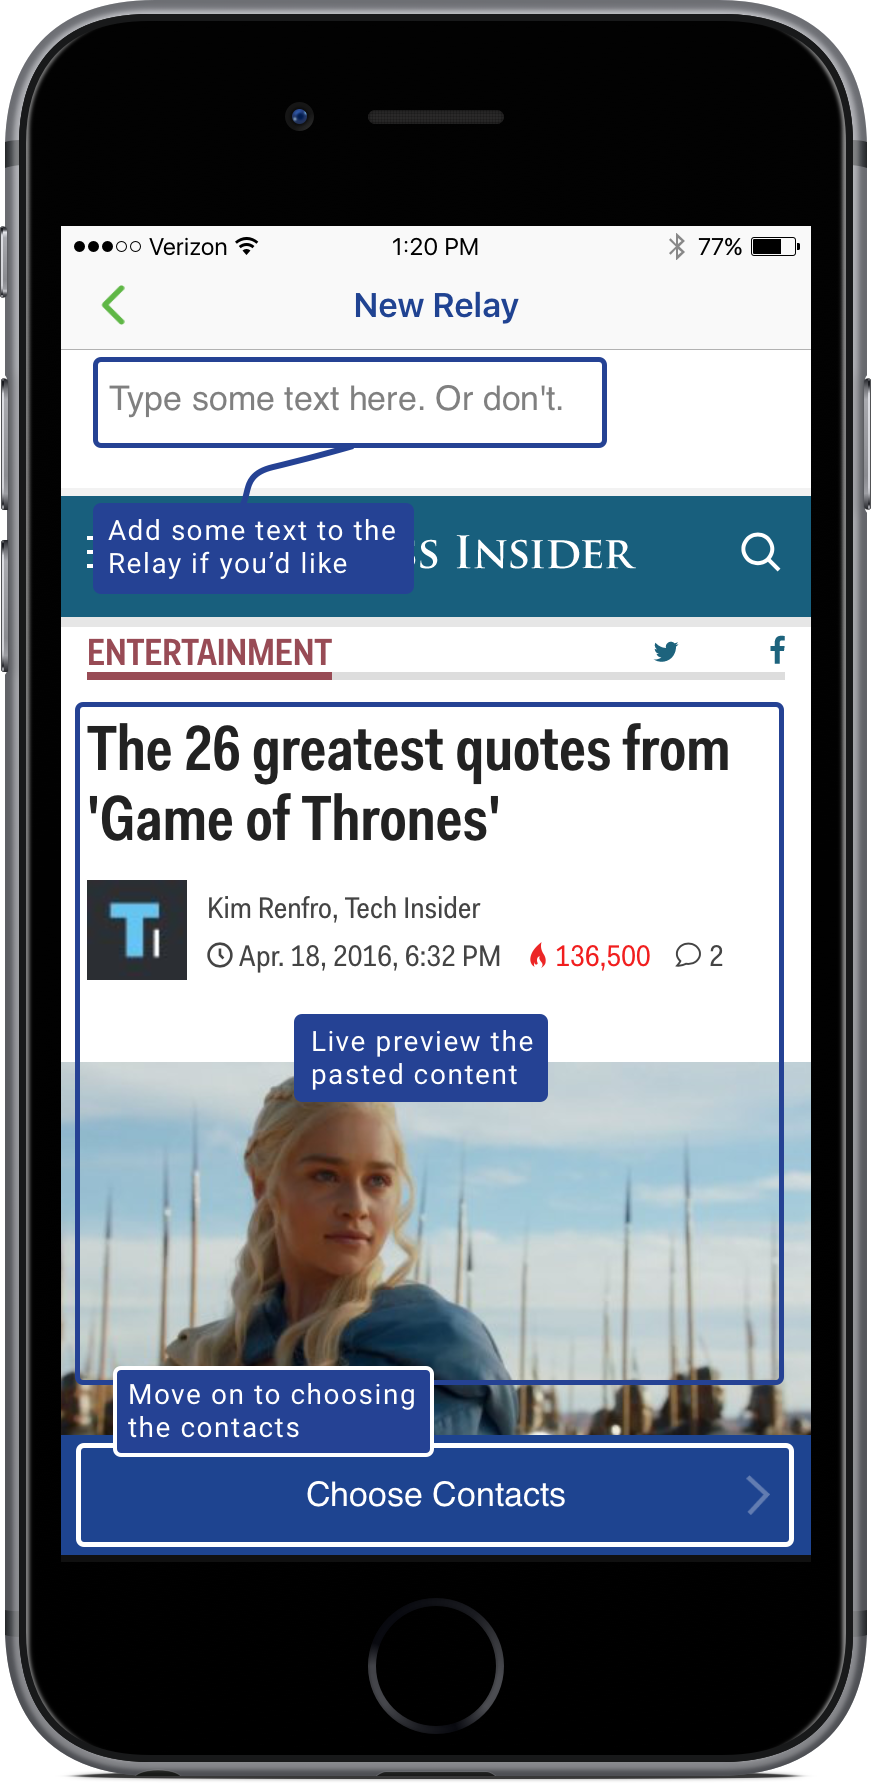 Verizon 1:20 PM 77%
New Relay
Type some text here. Or don't.
Add some text to the
Relay if you’d like
S INSIDER
ENTERTAINMENT
The 26 greatest quotes from
'Game of Thrones'
TI
Kim Renfro, Tech Insider
Apr. 18, 2016, 6:32 PM 136,500 2
Live preview the
pasted content
Move on to choosing
the contacts
Choose Contacts